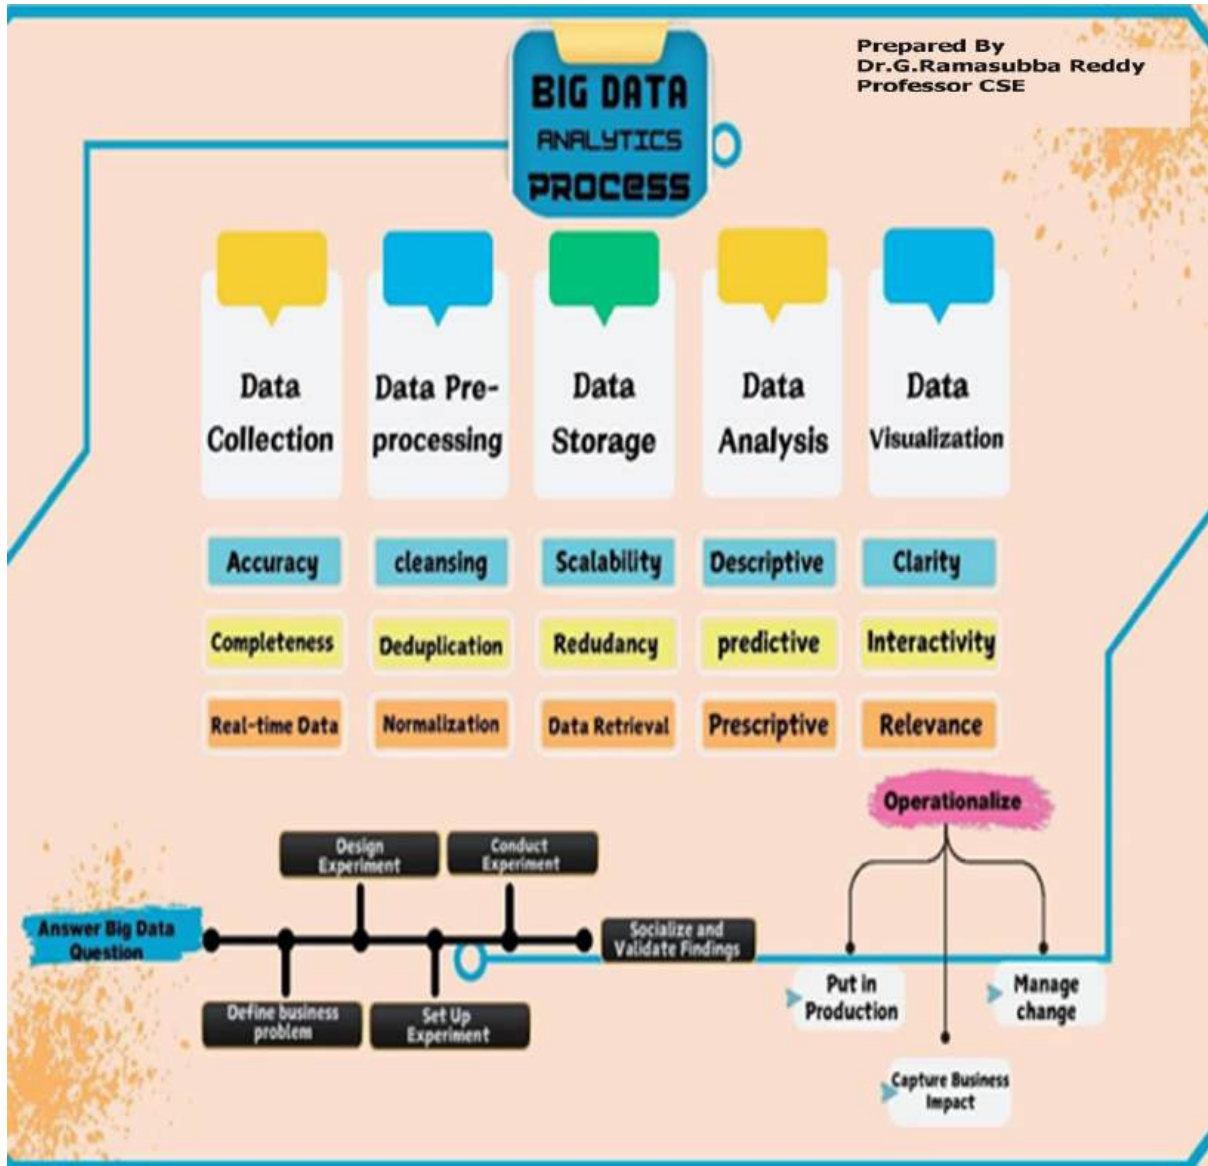 Prepared By
Dr.G.Ramasubba Reddy
Professor CSE
BIG DATA
ANALYTICS
PROCESS
Data
Collection
Data Pre-
processing
Data
Storage
Data
Analysis
Data
Visualization
Accuracy
cleansing
Scalability
Descriptive
Clarity
Completeness
Deduplication
Redudancy
predictive
Interactivity
Real-time Data
Normalization
Data Retrieval
Prescriptive
Relevance
Operationalize
Design
Experiment
Conduct
Experiment
Answer Big Data
Question
Socialize and
Validate Findings
Define business
problem
Set Up
Experiment
Put in
Production
Manage
change
Capture Business
Impact